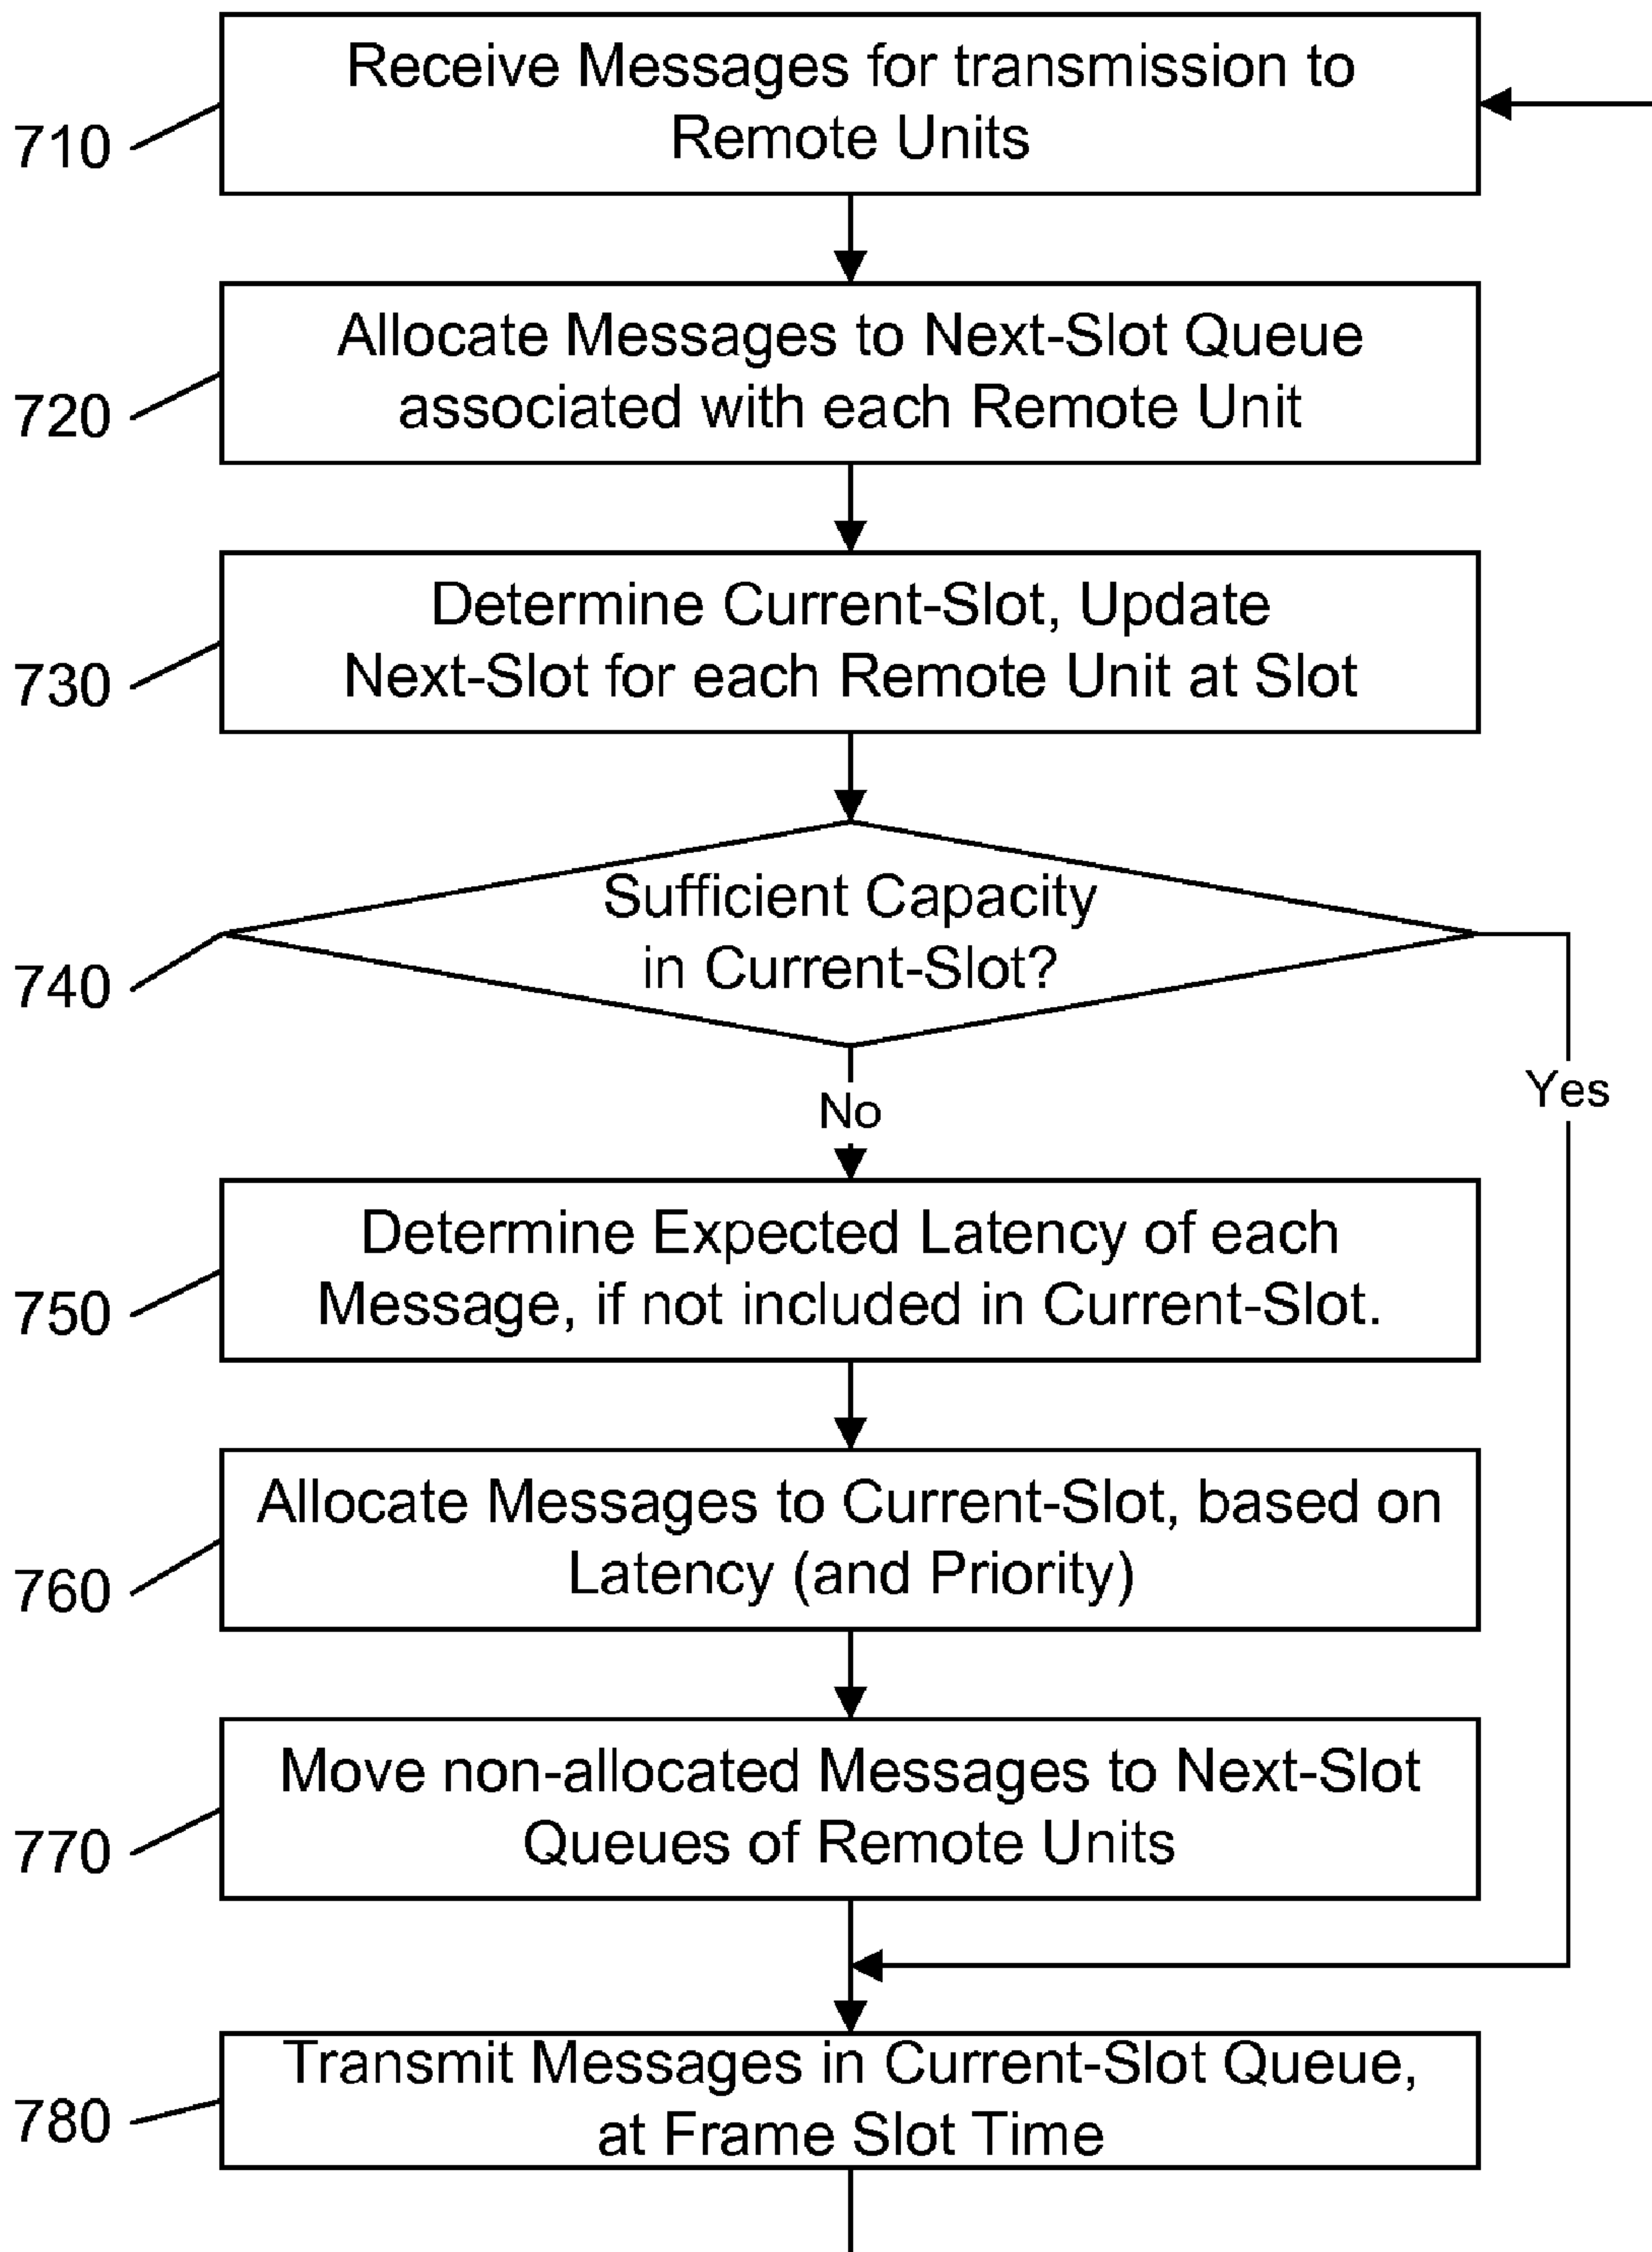 Receive Messages for transmission to
Remote Units
710
Allocate Messages to Next-Slot Queue
associated with each Remote Unit
720
Determine Current-Slot, Update
Next-Slot for each Remote Unit at Slot
730
Sufficient Capacity
in Current-Slot?
740
Yes
No
Determine Expected Latency of each
Message, if not included in Current-Slot.
750
Allocate Messages to Current-Slot, based on
Latency (and Priority)
760
Move non-allocated Messages to Next-Slot
Queues of Remote Units
770
Transmit Messages in Current-Slot Queue,
at Frame Slot Time
780